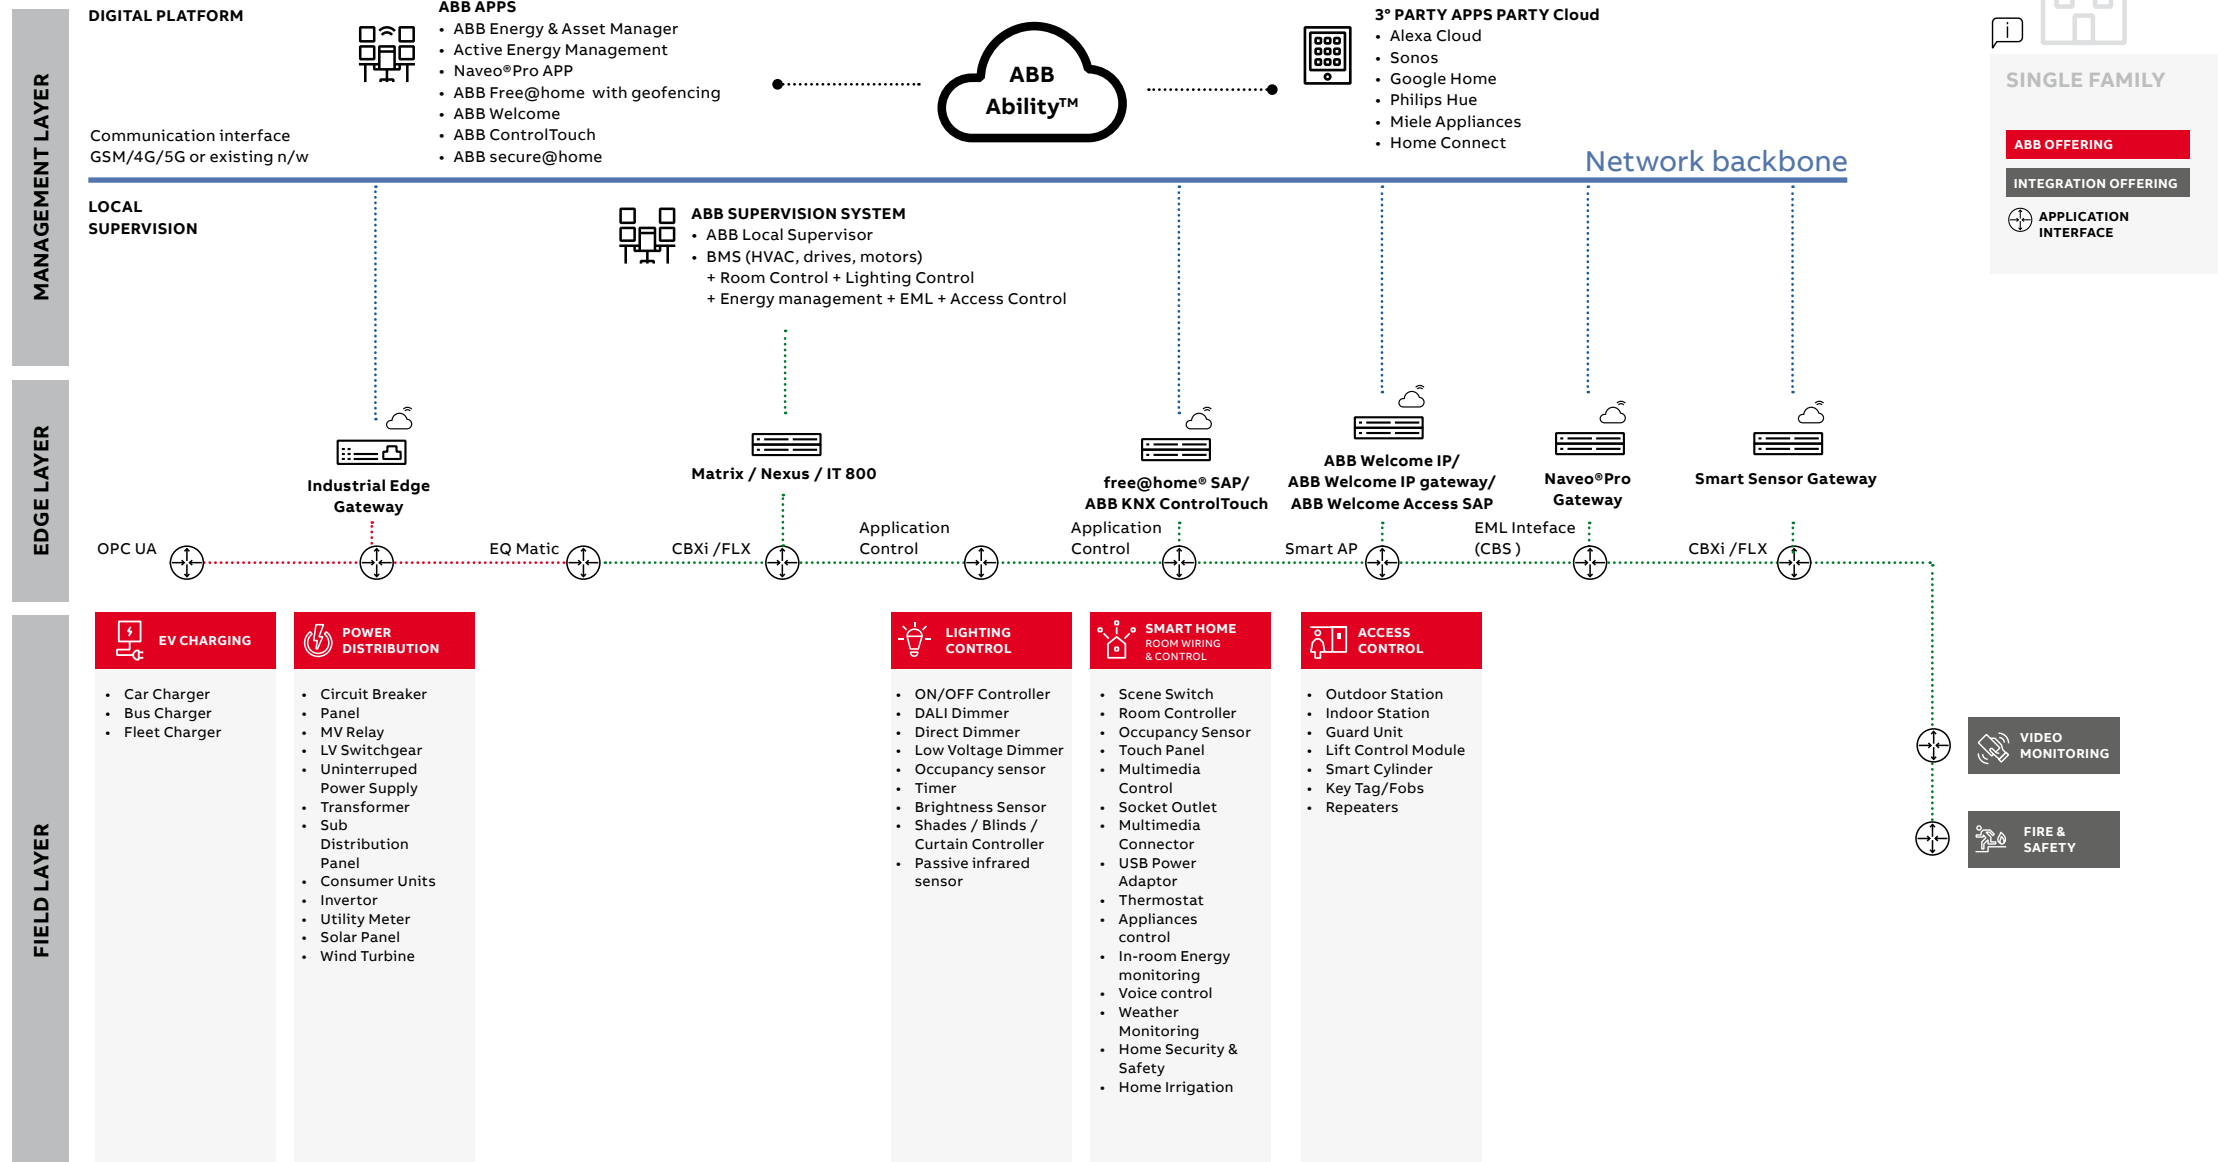 MANAGEMENT LAYER
DIGITAL PLATFORM
Communication interface
GSM/4G/5G or existing n/w
ABB APPS
• ABB Energy & Asset Manager
• Active Energy Management
• Naveo®Pro APP
• ABB Free@home with geofencing
• ABB Welcome
• ABB ControlTouch
• ABB secure@home
ABB
Ability™
3° PARTY APPS PARTY Cloud
• Alexa Cloud
• Sonos
• Google Home
• Philips Hue
• Miele Appliances
• Home Connect
Network backbone
i
SINGLE FAMILY
ABB OFFERING
INTEGRATION OFFERING
APPLICATION
INTERFACE
LOCAL
SUPERVISION
ABB SUPERVISION SYSTEM
• ABB Local Supervisor
• BMS (HVAC, drives, motors)
+ Room Control + Lighting Control
+ Energy management + EML + Access Control
EDGE LAYER
Industrial Edge
Gateway
Matrix / Nexus / IT 800
free@home® SAP/
ABB KNX ControlTouch
ABB Welcome IP/
ABB Welcome IP gateway/
ABB Welcome Access SAP
Naveo®Pro
Gateway
Smart Sensor Gateway
OPC UA
EQ Matic
CBXi /FLX
Application
Control
Application
Control
Smart AP
EML Inteface
(CBS )
CBXi /FLX
FIELD LAYER
EV CHARGING
• Car Charger
• Bus Charger
• Fleet Charger
POWER
DISTRIBUTION
• Circuit Breaker
• Panel
• MV Relay
• LV Switchgear
• Uninterruped
Power Supply
• Transformer
• Sub
Distribution
Panel
• Consumer Units
• Invertor
• Utility Meter
• Solar Panel
• Wind Turbine
LIGHTING
CONTROL
• ON/OFF Controller
• DALI Dimmer
• Direct Dimmer
• Low Voltage Dimmer
• Occupancy sensor
• Timer
• Brightness Sensor
• Shades / Blinds /
Curtain Controller
• Passive infrared
sensor
SMART HOME
ROOM WIRING
& CONTROL
• Scene Switch
• Room Controller
• Occupancy Sensor
• Touch Panel
• Multimedia
Control
• Socket Outlet
• Multimedia
Connector
• USB Power
Adaptor
• Thermostat
• Appliances
control
• In-room Energy
monitoring
• Voice control
• Weather
Monitoring
• Home Security &
Safety
• Home Irrigation
ACCESS
CONTROL
• Outdoor Station
• Indoor Station
• Guard Unit
• Lift Control Module
• Smart Cylinder
• Key Tag/Fobs
• Repeaters
VIDEO
MONITORING
FIRE &
SAFETY